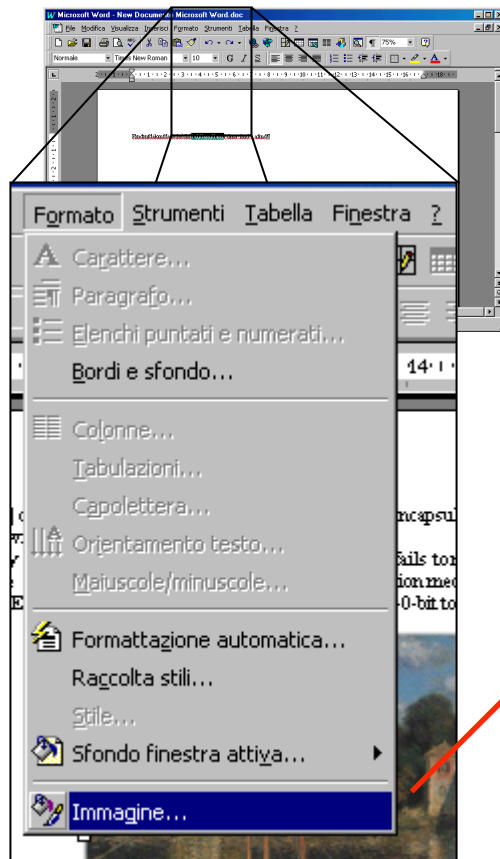 Microsoft Word - New Document Microsoft Word.doc
File Modifica Visualizza Inserisci Formato Strumenti Tabella Finestra ?
75%
Normale Times New Roman 10 G I S
Formato Strumenti Tabella Finestra ?
Carattere...
Paragrafo...
Elenchi puntati e numerati...
Bordi e sfondo...
14
Colonne...
Tabulazioni...
Capolettera...
ncapsul
Orientamento testo...
fails tor
Maiuscole/minuscole...
ion med
-0-bit to
Formattazione automatica...
Raccolta stili...
Stile...
Sfondo finestra attiva...
Immagine...